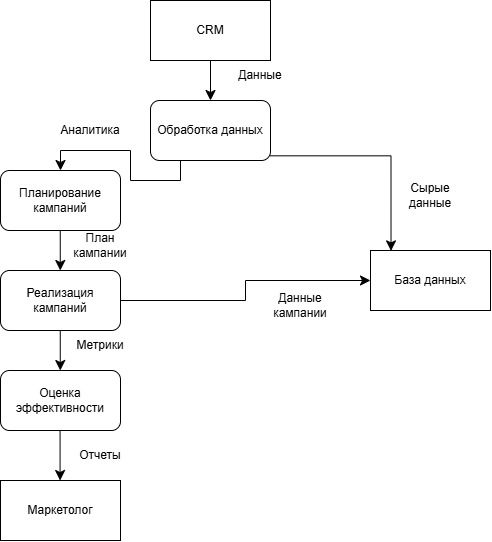 CRM
Данные
Обработка данных
Аналитика
Планирование
кампаний
Сырые
данные
План
кампании
База данных
Реализация
кампаний
Данные
кампании
Метрики
Оценка
эффективности
Отчеты
Маркетолог